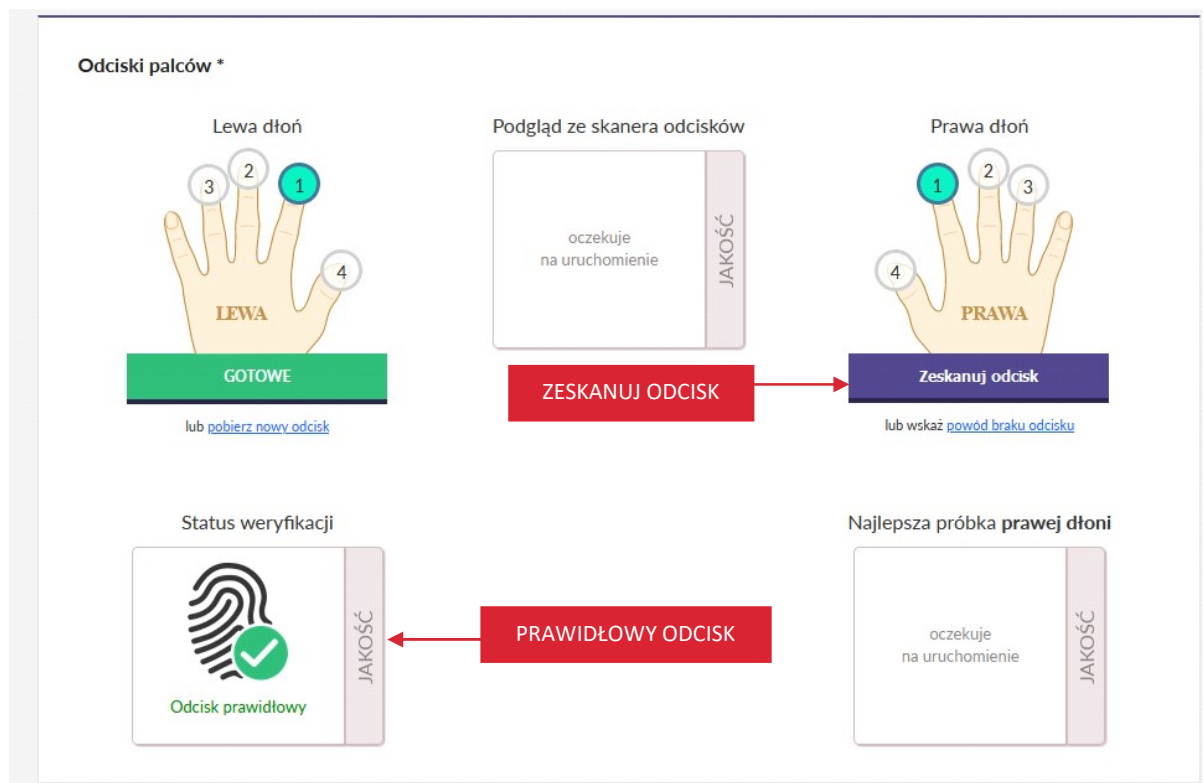 Odciski palców *
Lewa dłoń
3
2
1
4
LEWA
GOTOWE
lub pobierz nowy odcisk
Podgląd ze skanera odcisków
oczekuje
na uruchomienie
JAKOŚĆ
ZESKANUJ ODCISK
Prawa dłoń
1
2
3
4
PRAWA
Zeskanuj odcisk
lub wskaż powód braku odcisku
Status weryfikacji
Odcisk prawidłowy
JAKOŚĆ
PRAWIDŁOWY ODCISK
Najlepsza próbka prawej dłoni
oczekuje
na uruchomienie
JAKOŚĆ